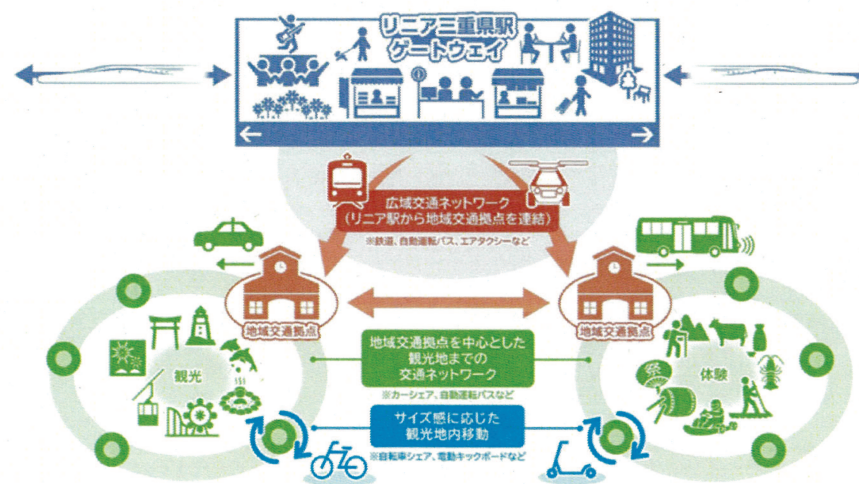 リニア三重県駅
ゲートウェイ
広域交通ネットワーク
(リニア駅から地域交通拠点を連結)
※鉄道、自動運転バス、エアタクシーなど
地域交通拠点
地域交通拠点
地域交通拠点を中心とした
観光地までの
交通ネットワーク
※カーシェア、自動運転バスなど
観光
体験
祭
サイズ感に応じた
観光地内移動
※自転車シェア、電動キックボードなど